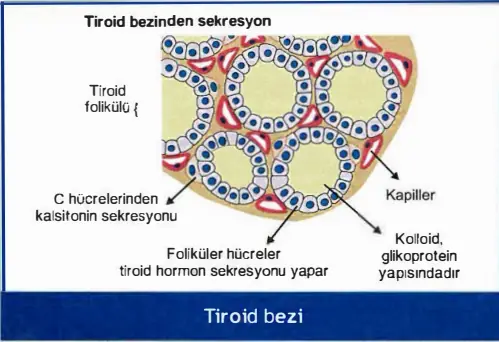 Tiroid bezinden sekresyon
Tiroid
folikülü {
C hücrelerinden
kalsitonin sekresyonu
Kapiller
Foliküler hücreler
tiroid hormon sekresyonu yapar
Kolloid,
glikoprotein
yapısındadır
Tiroid bezi